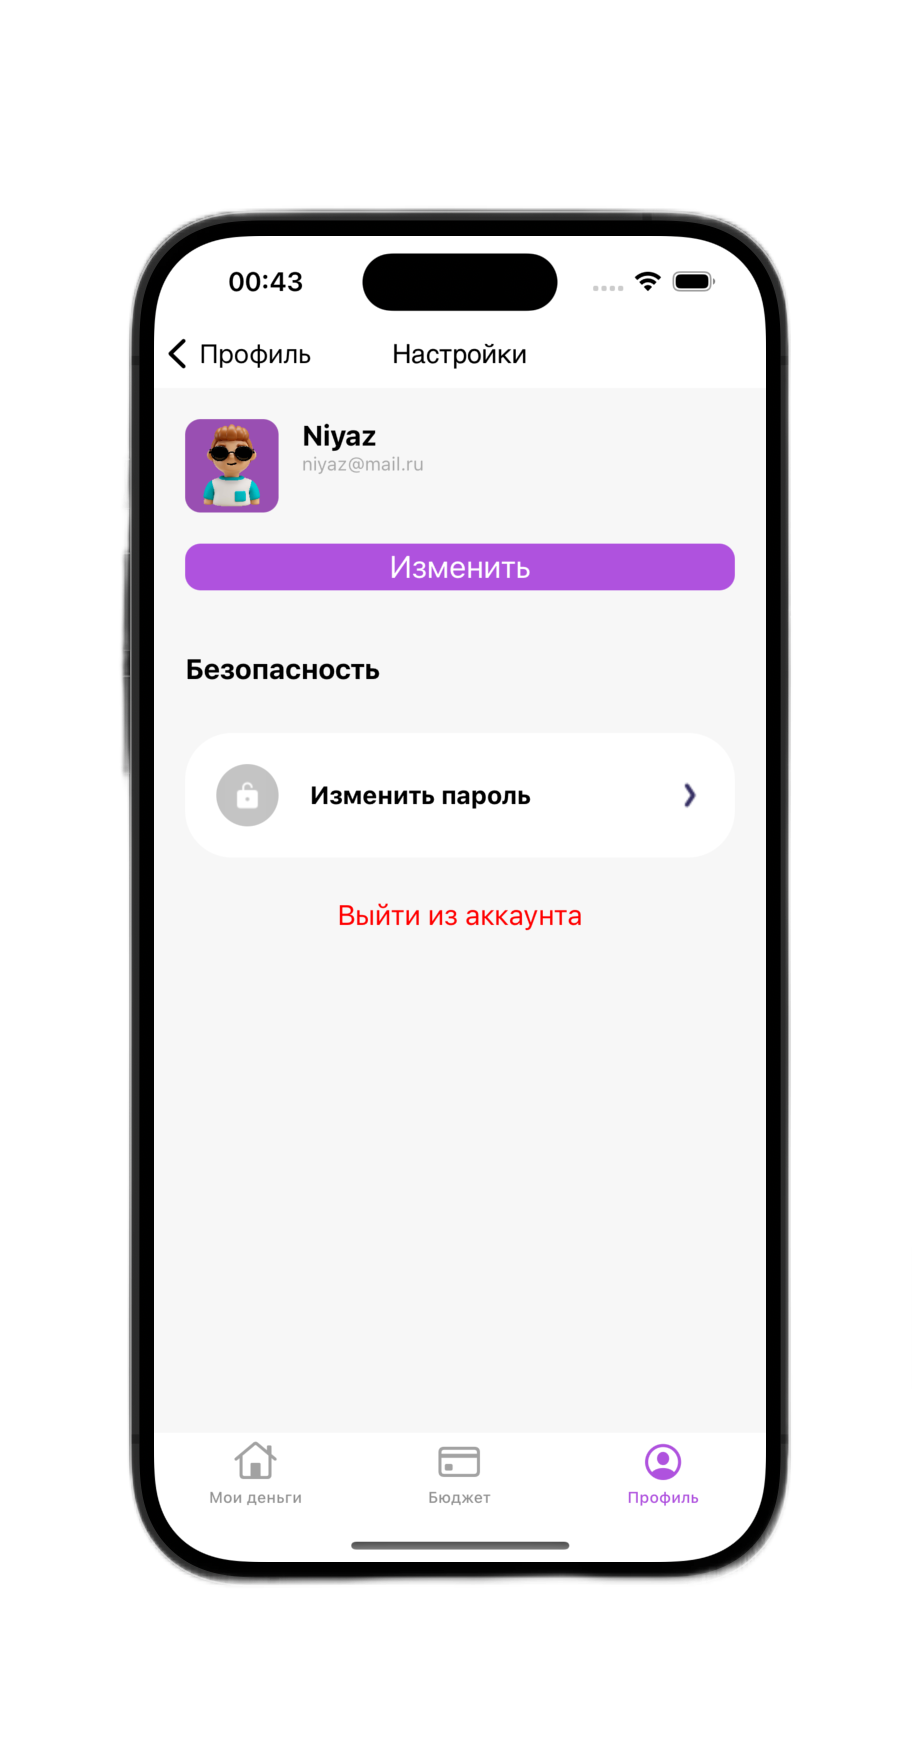 00:43
Профиль
Настройки
Niyaz
niyaz@mail.ru
Изменить
Безопасность
Изменить пароль
Выйти из аккаунта
Мои деньги
Бюджет
Профиль